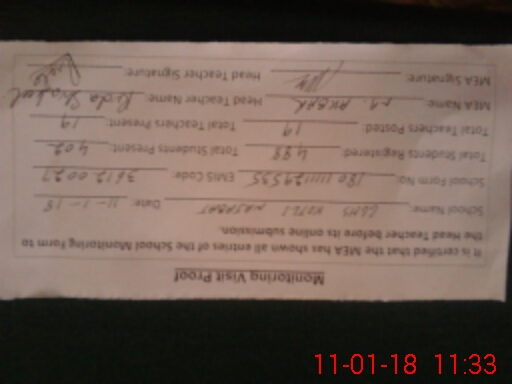 Monitoring Visit Proof
It is certified that the MEA has shown all entries of the School Monitoring Form to
the Head Teacher before its online submission.
School Name: Date: 11-1-18
School Form No: EMIS Code:
Total Students Registered: 488 Total Students Present: 402
Total Teachers Posted: 19 Total Teachers Present: 19
MEA Name: M. AKBAR Head Teacher Name:
MEA Signature: Head Teacher Signature:
11-01-18 11:33